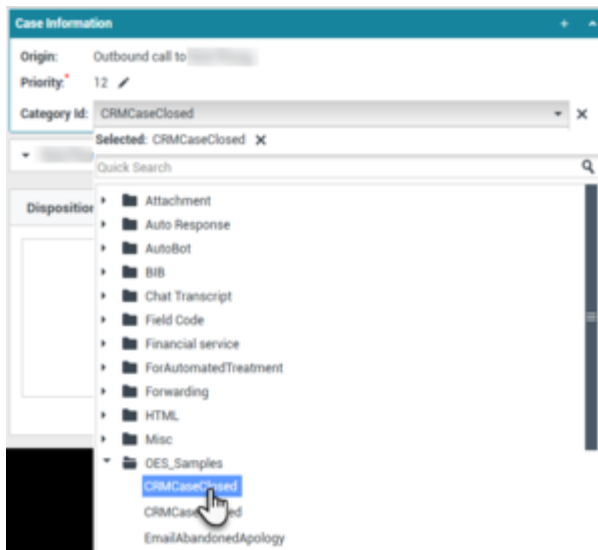 Case Information
Origin: Outbound call to
Priority:* 12
Category Id: CRMCaseClosed
Selected: CRMCaseClosed
Quick Search
Disposition
Attachment
Auto Response
AutoBot
BIB
Chat Transcript
Field Code
Financial service
ForAutomatedTreatment
Forwarding
HTML
Misc
OES_Samples
CRMCaseClosed
EmailAbandonedApology